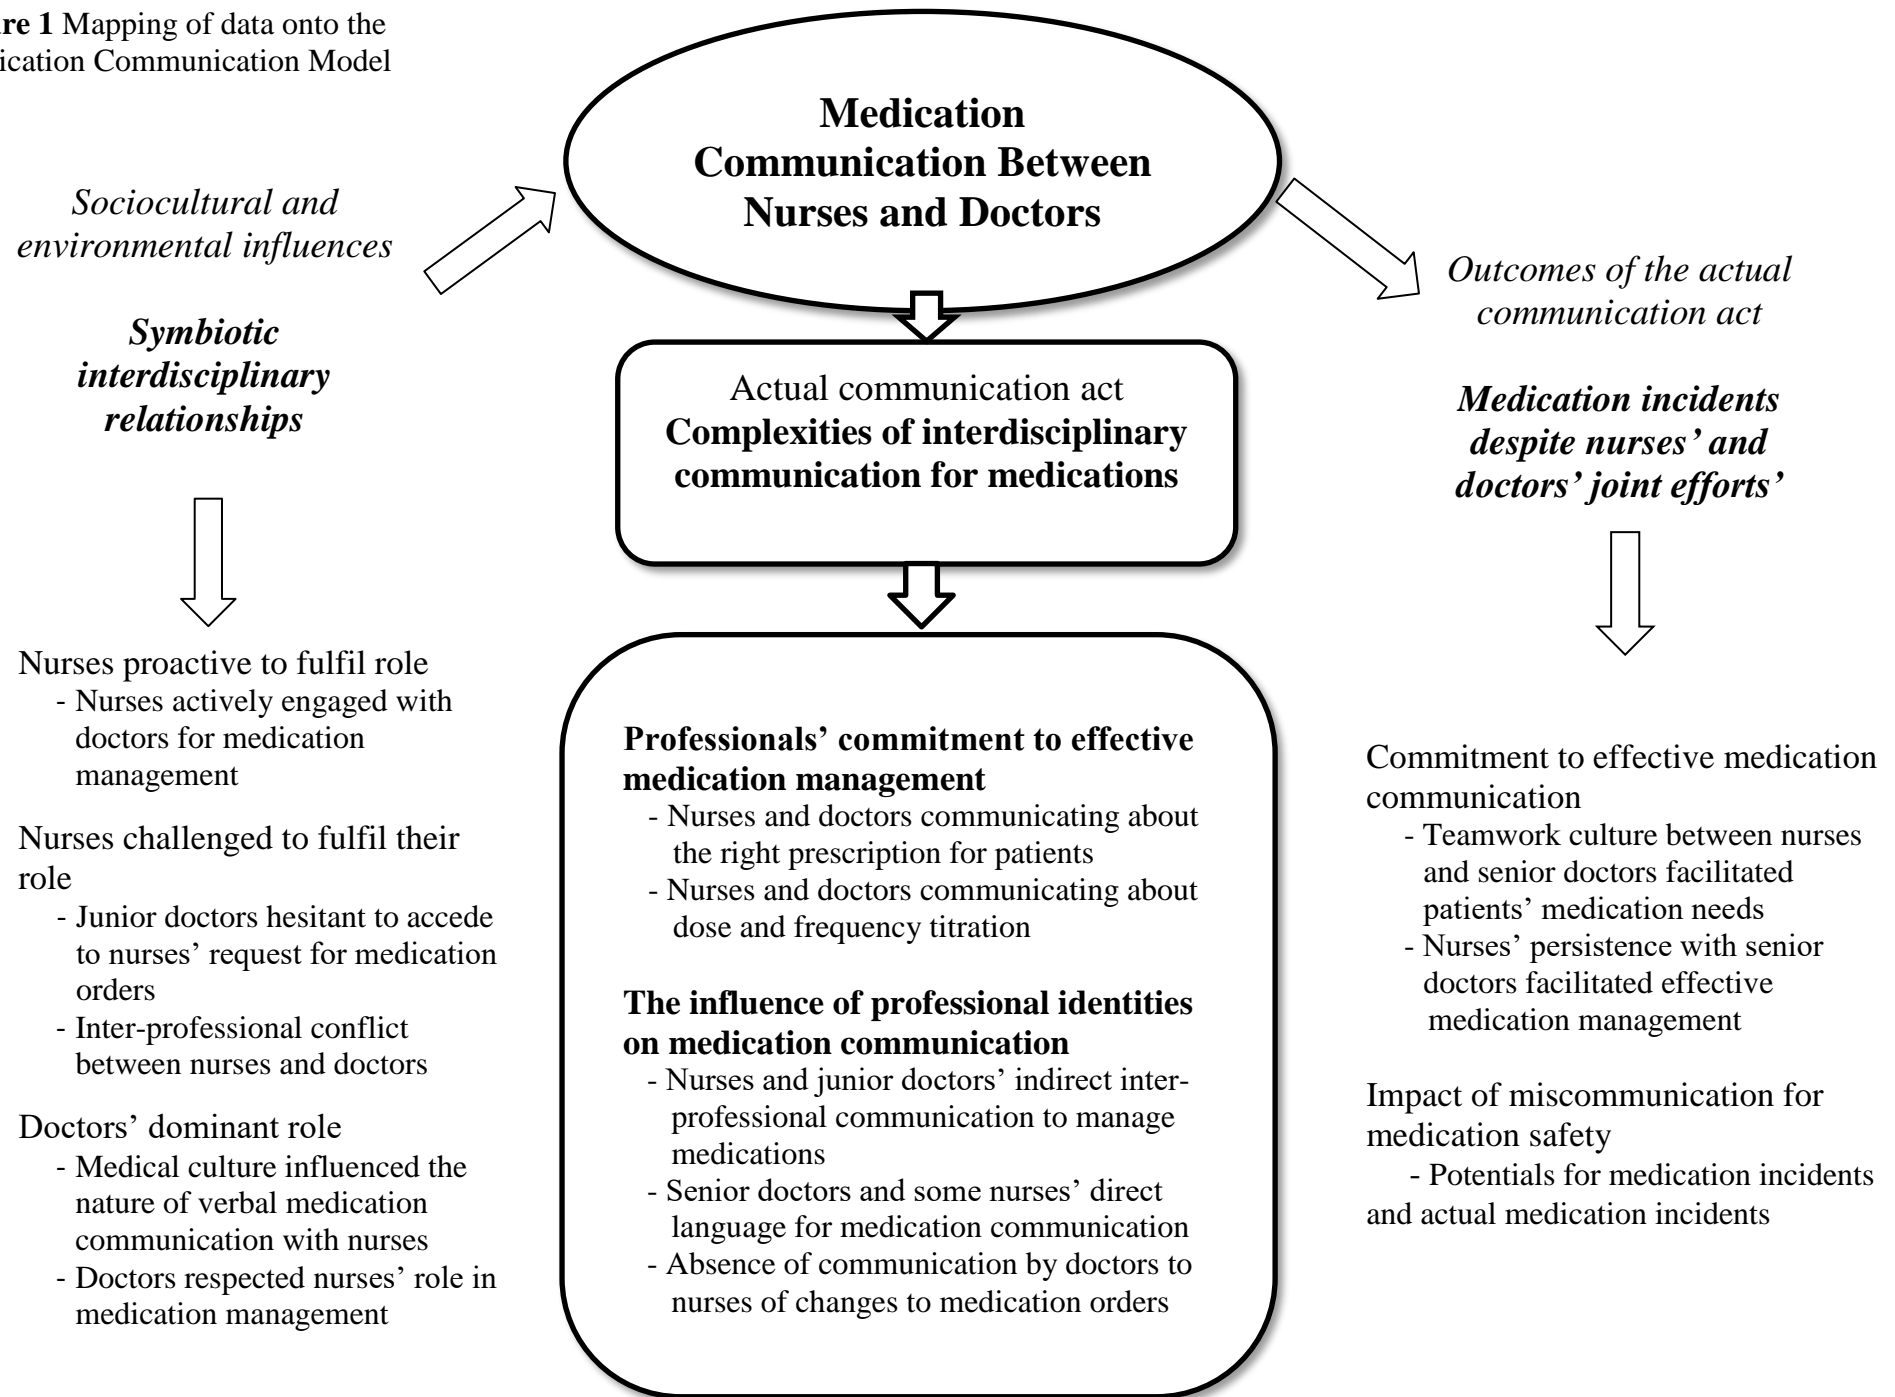 re 1 Mapping of data onto the
ication Communication Model
Medication
Communication Between
Nurses and Doctors
Sociocultural and
environmental influences
Symbiotic
interdisciplinary
relationships
Nurses proactive to fulfil role
- Nurses actively engaged with
doctors for medication
management
Nurses challenged to fulfil their
role
- Junior doctors hesitant to accede
to nurses’ request for medication
orders
- Inter-professional conflict
between nurses and doctors
Doctors’ dominant role
- Medical culture influenced the
nature of verbal medication
communication with nurses
- Doctors respected nurses’ role in
medication management
Actual communication act
Complexities of interdisciplinary
communication for medications
Professionals’ commitment to effective
medication management
- Nurses and doctors communicating about
the right prescription for patients
- Nurses and doctors communicating about
dose and frequency titration
The influence of professional identities
on medication communication
- Nurses and junior doctors’ indirect inter-
professional communication to manage
medications
- Senior doctors and some nurses’ direct
language for medication communication
- Absence of communication by doctors to
nurses of changes to medication orders
Outcomes of the actual
communication act
Medication incidents
despite nurses’ and
doctors’ joint efforts’
Commitment to effective medication
communication
- Teamwork culture between nurses
and senior doctors facilitated
patients’ medication needs
- Nurses’ persistence with senior
doctors facilitated effective
medication management
Impact of miscommunication for
medication safety
- Potentials for medication incidents
and actual medication incidents